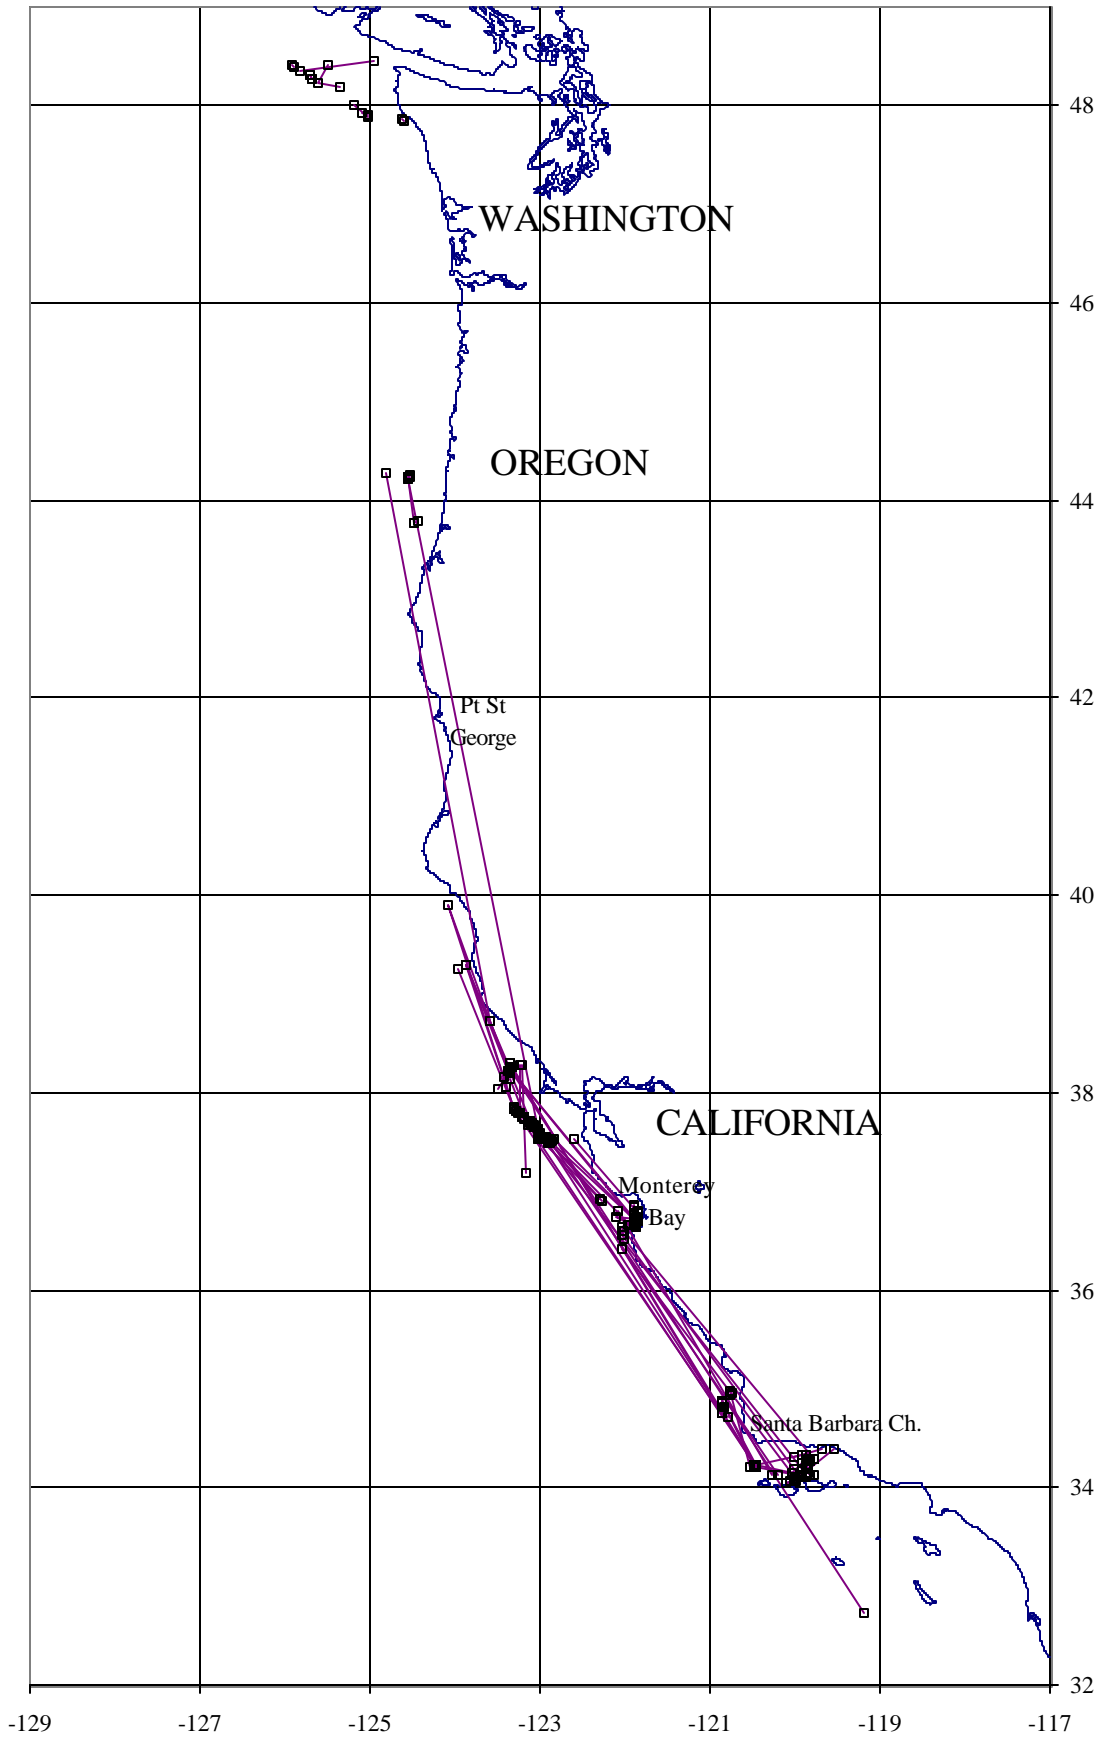 48
WASHINGTON
46
OREGON
44
42
Pt St
George
40
38
CALIFORNIA
Monterey
Bay
36
Santa Barbara Ch.
34
32
-129 -127 -125 -123 -121 -119 -117